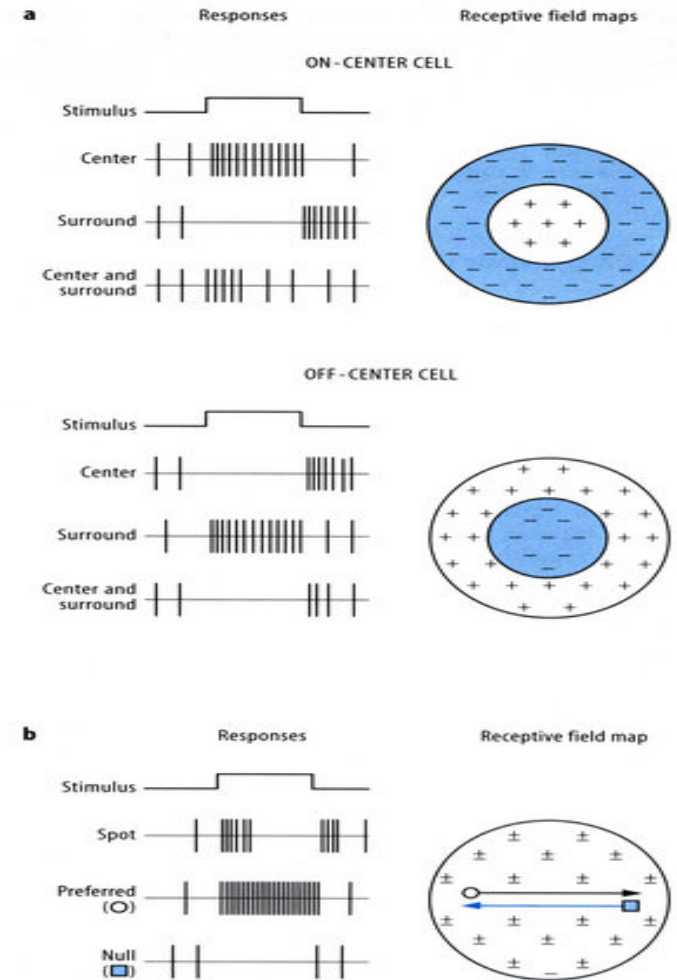 a
Responses
Receptive field maps
ON-CENTER CELL
Stimulus
Center
Surround
Center and
surround
OFF-CENTER CELL
Stimulus
Center
Surround
Center and
surround
b
Responses
Receptive field map
Stimulus
Spot
Preferred
(○)
Null
(■)